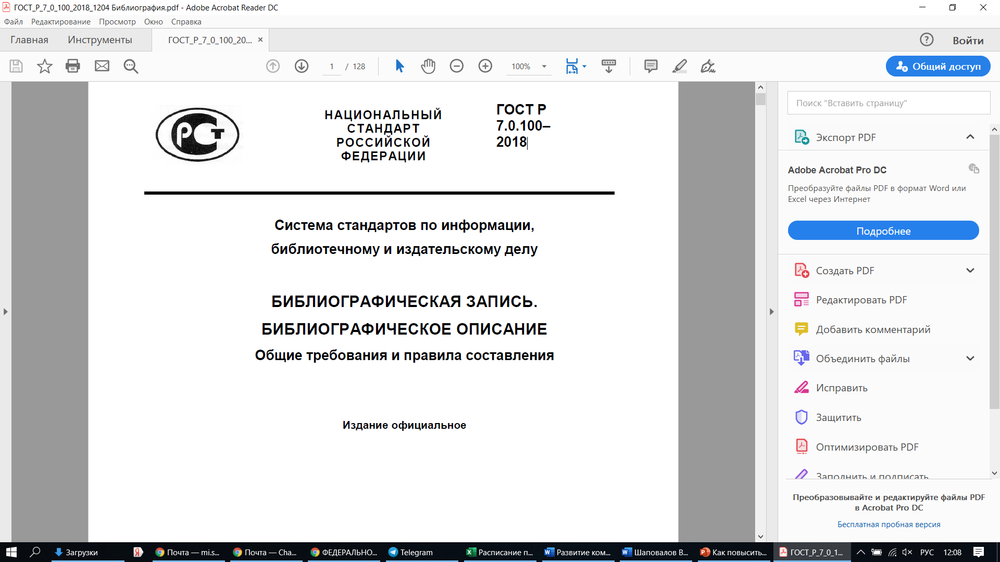 ГОСТ_Р_7_0_100_2018_1204 Библиография.pdf - Adobe Acrobat Reader DC
Файл Редактирование Просмотр Окно Справка
Главная Инструменты ГОСТ_Р_7_0_100_20... Войти
1 / 128 100% Общий доступ
РСТ
НАЦИОНАЛЬНЫЙ
СТАНДАРТ
РОССИЙСКОЙ
ФЕДЕРАЦИИ
ГОСТ Р
7.0.100–
2018
Система стандартов по информации,
библиотечному и издательскому делу
БИБЛИОГРАФИЧЕСКАЯ ЗАПИСЬ.
БИБЛИОГРАФИЧЕСКОЕ ОПИСАНИЕ
Общие требования и правила составления
Издание официальное
Поиск "Вставить страницу"
Экспорт PDF
Adobe Acrobat Pro DC
Преобразуйте файлы PDF в формат Word или
Excel через Интернет
Подробнее
Создать PDF
Редактировать PDF
Добавить комментарий
Объединить файлы
Исправить
Защитить
Оптимизировать PDF
Заполнить и подписать
Преобразовывайте и редактируйте файлы PDF
в Acrobat Pro DC
Бесплатная пробная версия
Загрузки Я Почта — mi.s... Почта — Cha... ФЕДЕРАЛЬНО... Telegram Расписание п... Развитие ком... Шаповалов В... Как повысить... ГОСТ_Р_7_0_1... РУС 12:08